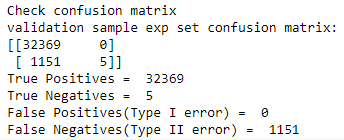 Check confusion matrix
validation sample exp set confusion matrix:
[[32369 0]
[ 1151 5]]
True Positives = 32369
True Negatives = 5
False Positives(Type I error) = 0
False Negatives(Type II error) = 1151